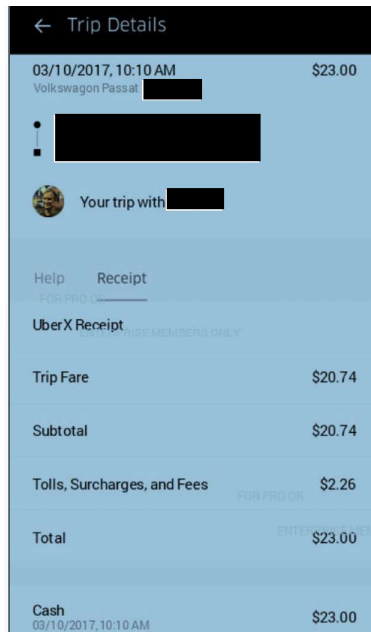 ← Trip Details
03/10/2017, 10:10 AM $23.00
Volkswagon Passat
Your trip with
Help Receipt
FOR PRO OR
UberX Receipt
ENTERPRISE MEMBERS ONLY
Trip Fare $20.74
Subtotal $20.74
Tolls, Surcharges, and Fees $2.26
FOR PRO OR
Total $23.00
ENTERPRISE MEM
Cash $23.00
03/10/2017, 10:10 AM